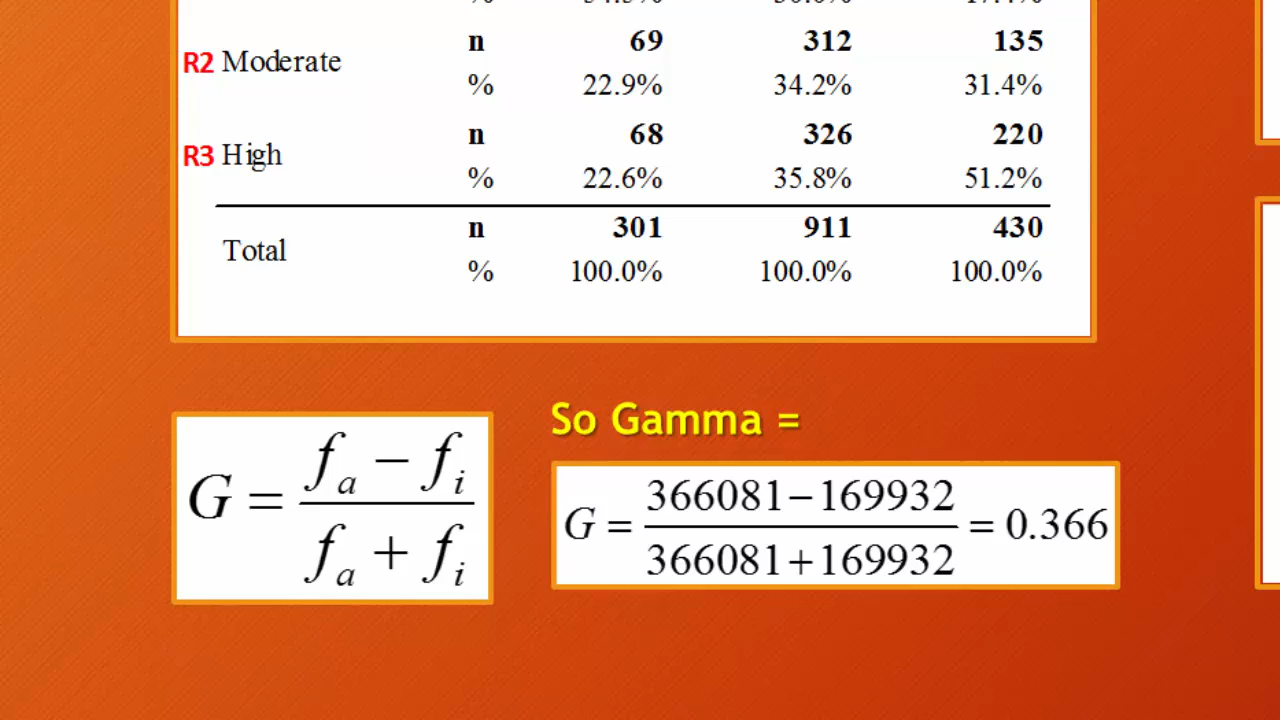 n 69 312 135
R2 Moderate
% 22.9% 34.2% 31.4%
n 68 326 220
R3 High
% 22.6% 35.8% 51.2%
n 301 911 430
Total
% 100.0% 100.0% 100.0%
So Gamma =
G = (f_a − f_i) / (f_a + f_i)
G = (366081−169932) / (366081+169932) = 0.366